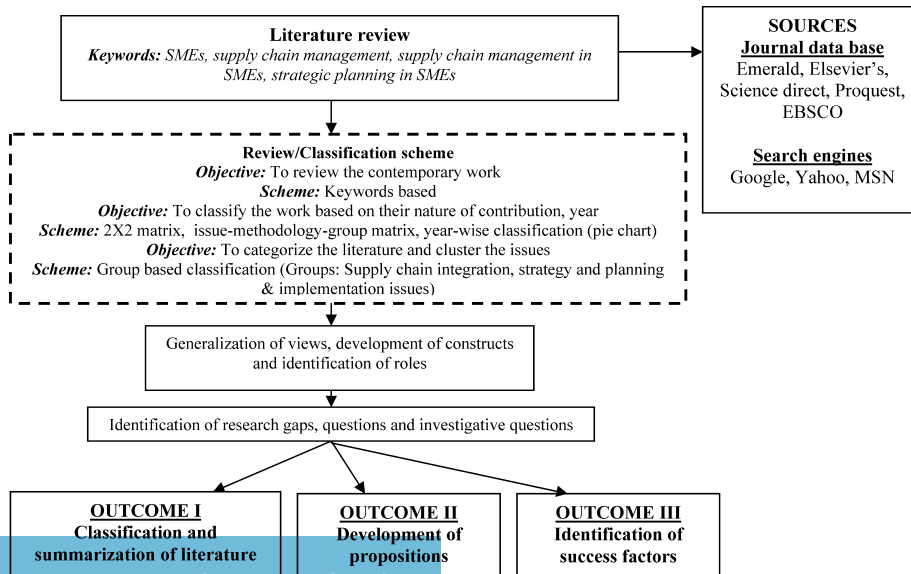 Literature review
Keywords: SMEs, supply chain management, supply chain management in
SMEs, strategic planning in SMEs
SOURCES
Journal data base
Emerald, Elsevier's,
Science direct, Proquest,
EBSCO
Search engines
Google, Yahoo, MSN
Review/Classification scheme
Objective: To review the contemporary work
Scheme: Keywords based
Objective: To classify the work based on their nature of contribution, year
Scheme: 2X2 matrix, issue-methodology-group matrix, year-wise classification (pie chart)
Objective: To categorize the literature and cluster the issues
Scheme: Group based classification (Groups: Supply chain integration, strategy and planning
& implementation issues)
Generalization of views, development of constructs
and identification of roles
Identification of research gaps, questions and investigative questions
OUTCOME I
Classification and
summarization of literature
OUTCOME II
Development of
propositions
OUTCOME III
Identification of
success factors